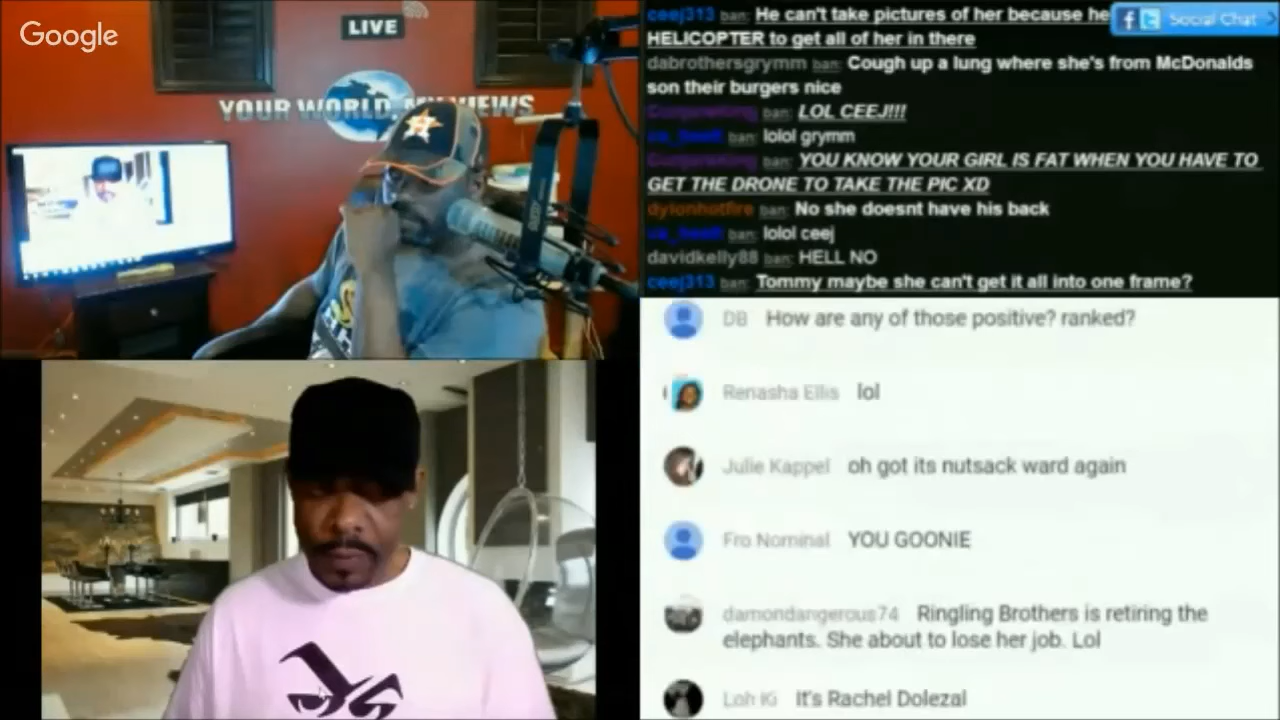 Google
LIVE
YOUR WORLD, MY VIEWS
Social Chat
ceej313 ban: He can't take pictures of her because he
HELICOPTER to get all of her in there
dabrothersgrymm ban: Cough up a lung where she's from McDonalds
son their burgers nice
ban: LOL CEEJ!!!
ban: lolol grymm
ban: YOU KNOW YOUR GIRL IS FAT WHEN YOU HAVE TO
GET THE DRONE TO TAKE THE PIC XD
dylonhotfire ban: No she doesnt have his back
ban: lolol ceej
davidkelly88 ban: HELL NO
ceej313 ban: Tommy maybe she can't get it all into one frame?
DB How are any of those positive? ranked?
Renasha Ellis lol
Julie Kappel oh got its nutsack ward again
Fro Nominal YOU GOONIE
damondangerous74 Ringling Brothers is retiring the
elephants. She about to lose her job. Lol
Loh Ki It's Rachel Dolezal